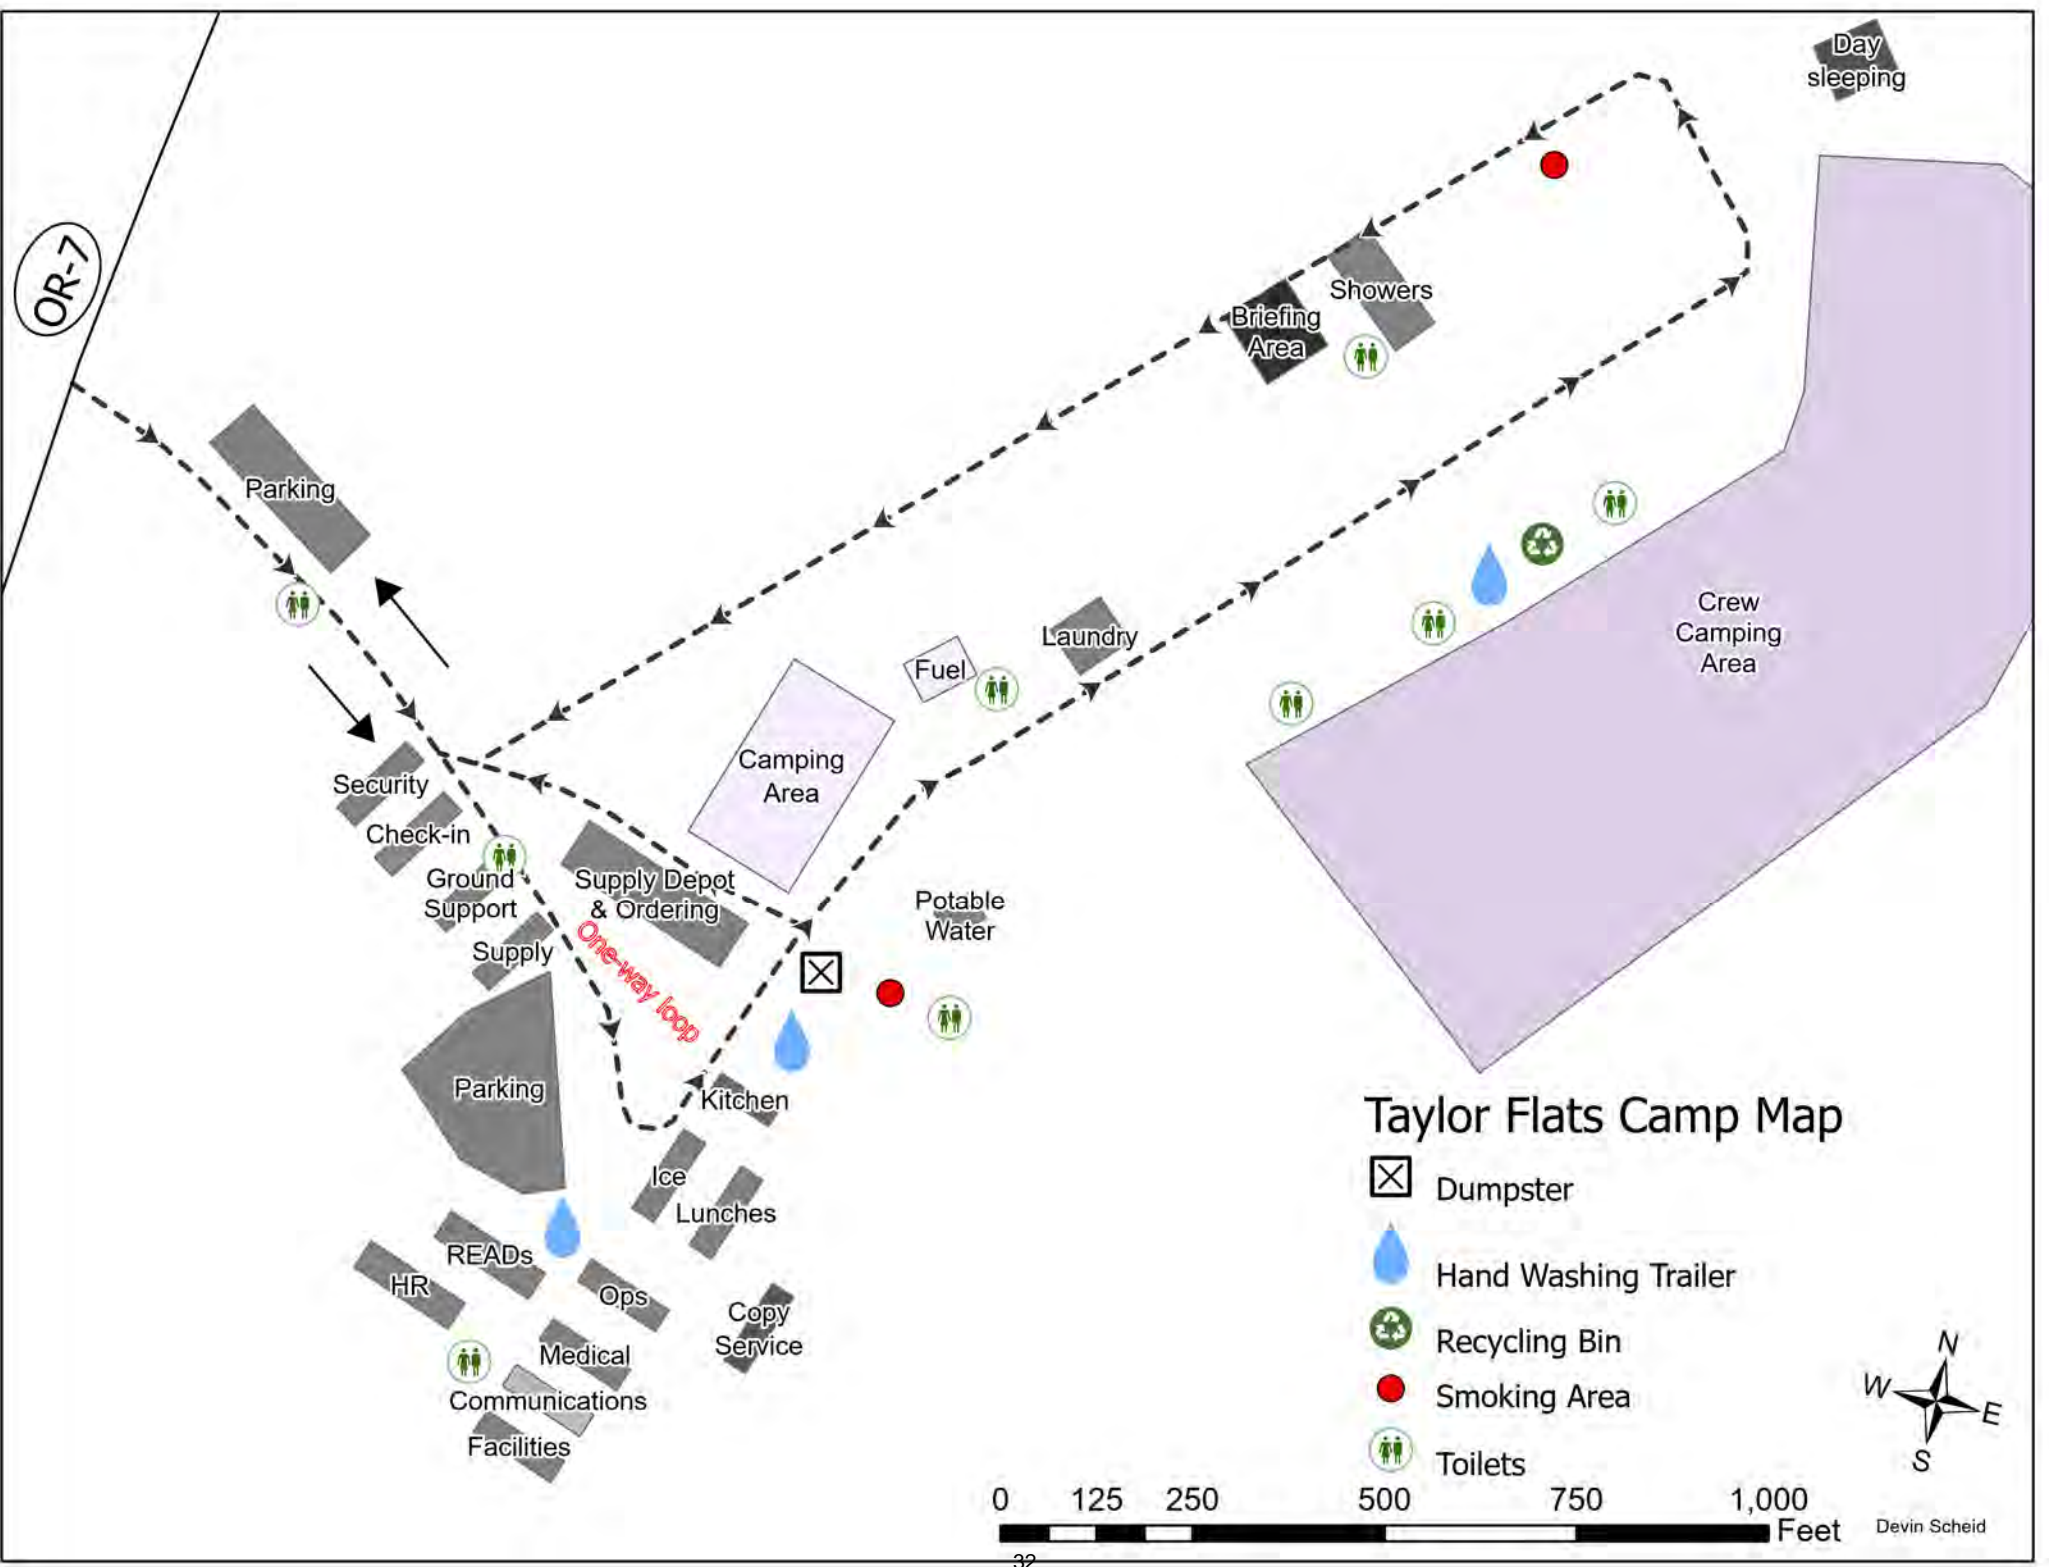 Day
sleeping
OR-7
Showers
Briefing
Area
Parking
Crew
Camping
Area
Laundry
Fuel
Camping
Area
Security
Check-in
Ground
Support
Supply Depot
& Ordering
Potable
Water
Supply
One-way loop
Parking
Kitchen
Ice
Lunches
READs
HR
Ops
Copy
Service
Medical
Communications
Facilities
Taylor Flats Camp Map
Dumpster
Hand Washing Trailer
Recycling Bin
Smoking Area
Toilets
N
W
E
S
0 125 250 500 750 1,000
Feet
Devin Scheid
32